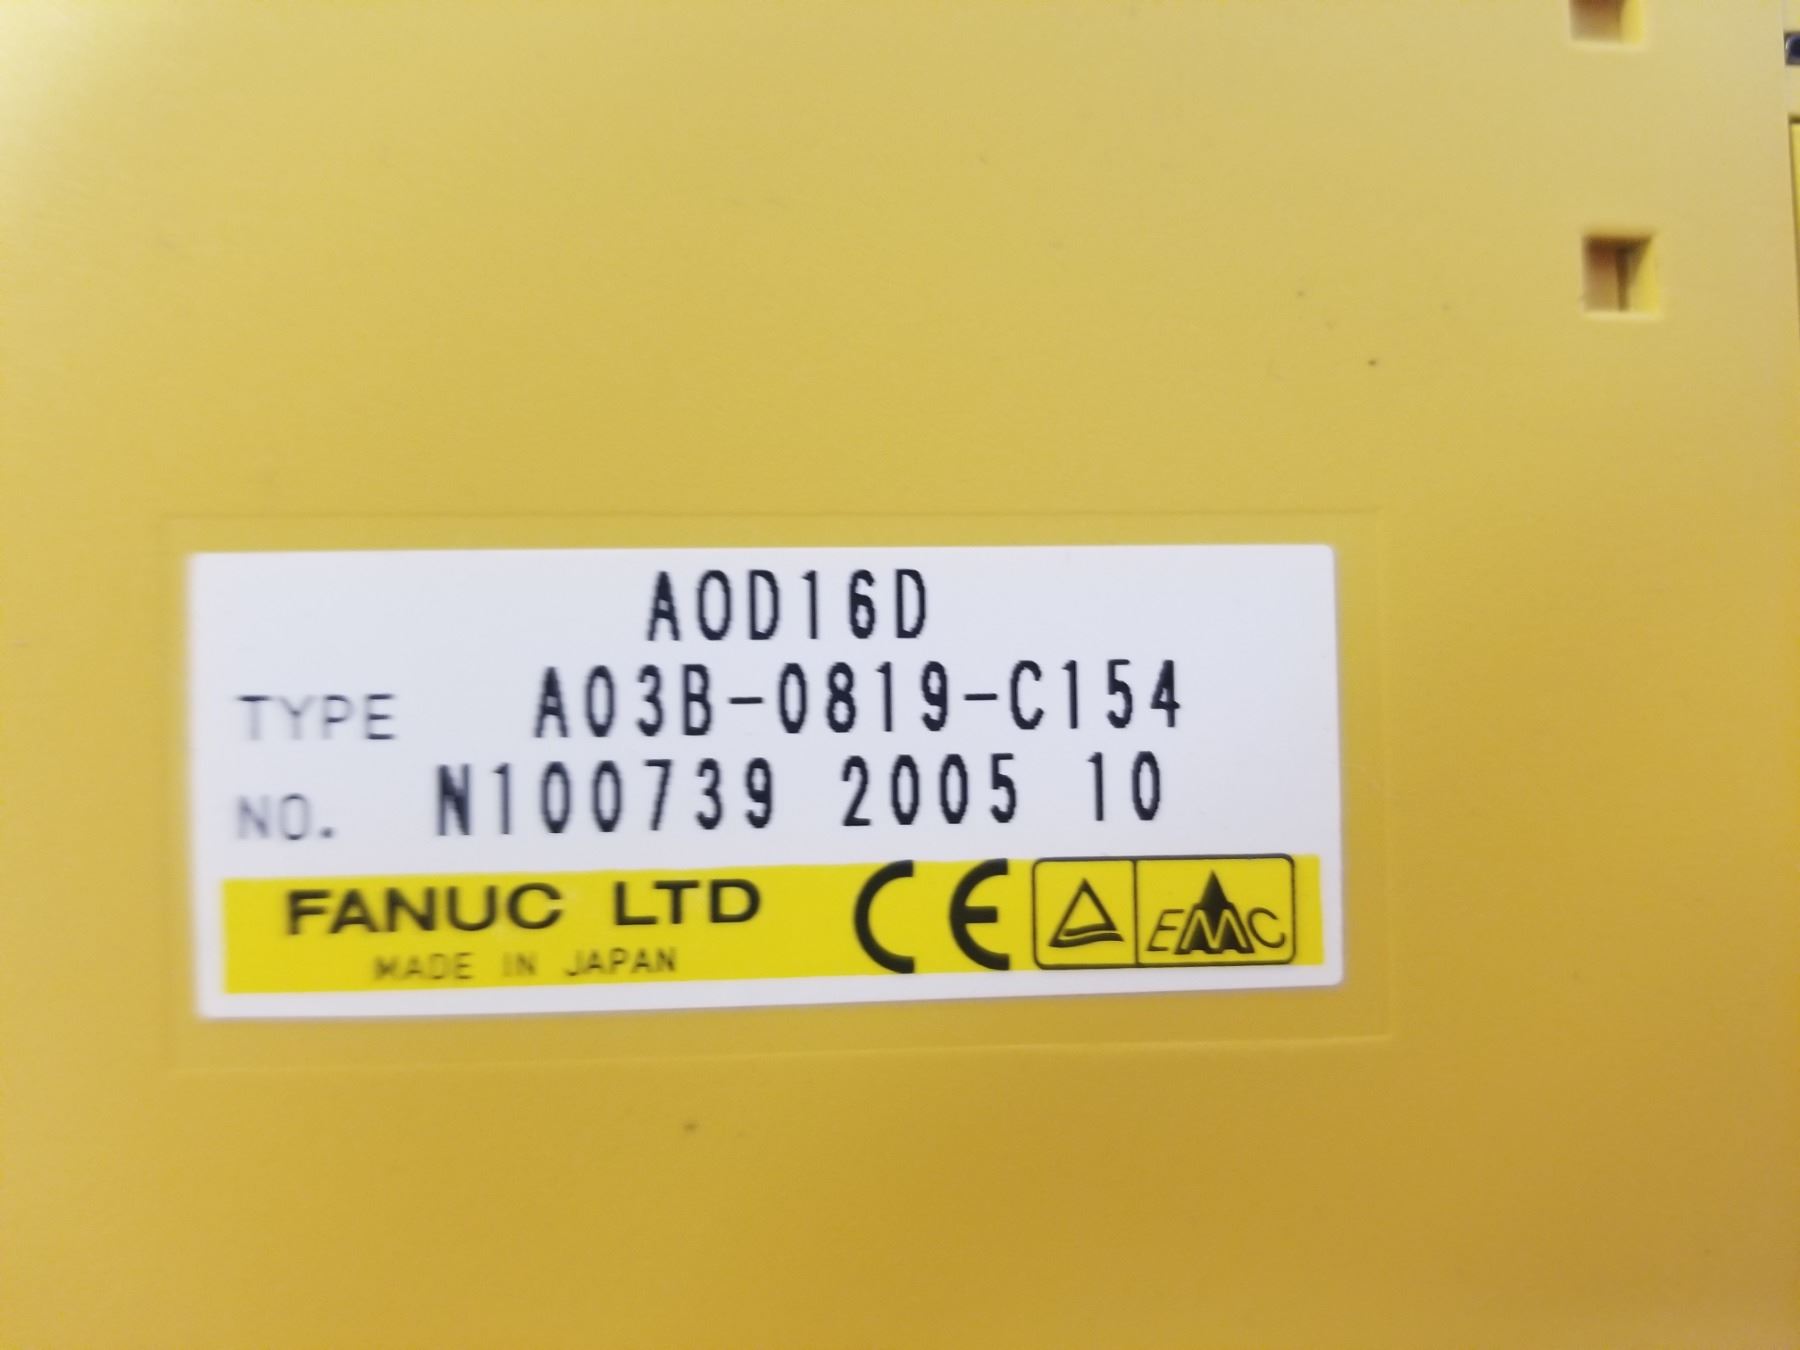 AOD16D
TYPE A03B-0819-C154
NO. N100739 2005 10
FANUC LTD CE EMC
MADE IN JAPAN